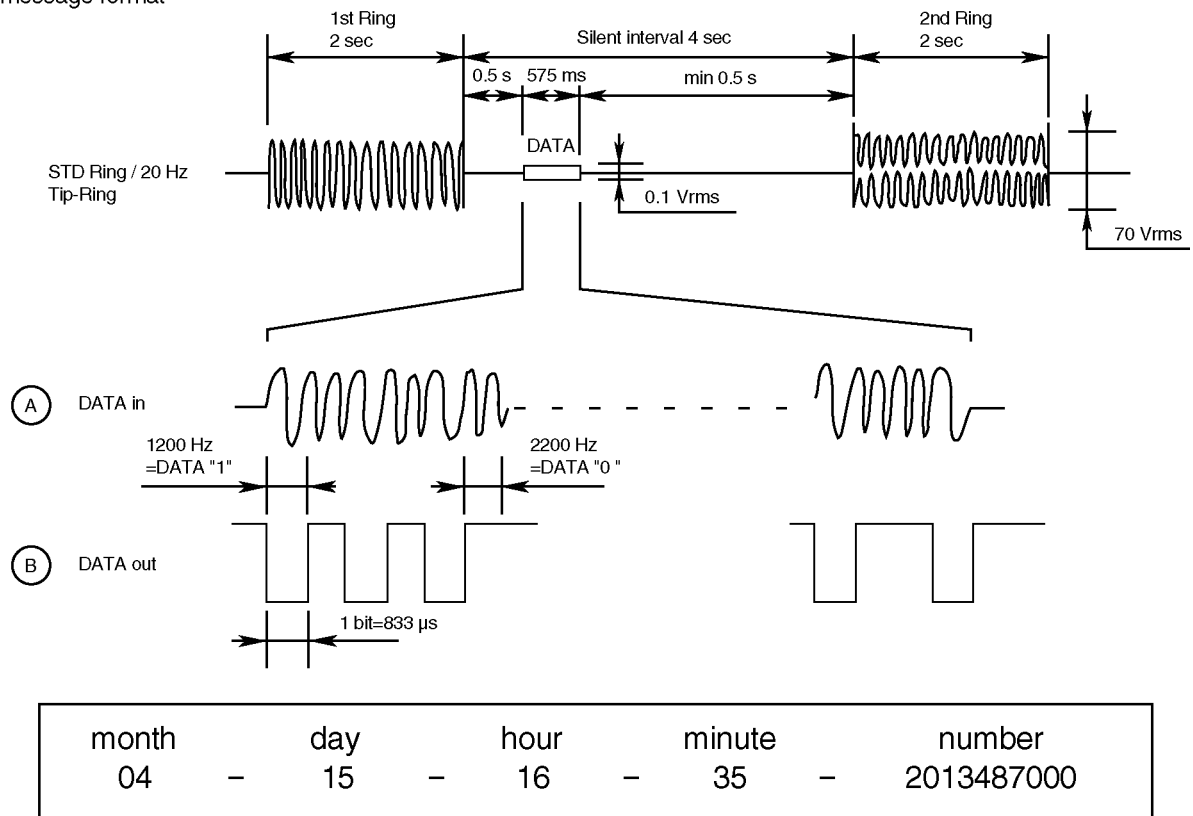 message format
1st Ring
2 sec
Silent interval 4 sec
2nd Ring
2 sec
0.5 s 575 ms min 0.5 s
DATA
STD Ring / 20 Hz
Tip-Ring
0.1 Vrms
70 Vrms
A DATA in
1200 Hz
=DATA "1"
2200 Hz
=DATA "0 "
B DATA out
1 bit=833 µs
month day hour minute number
04 – 15 – 16 – 35 – 2013487000